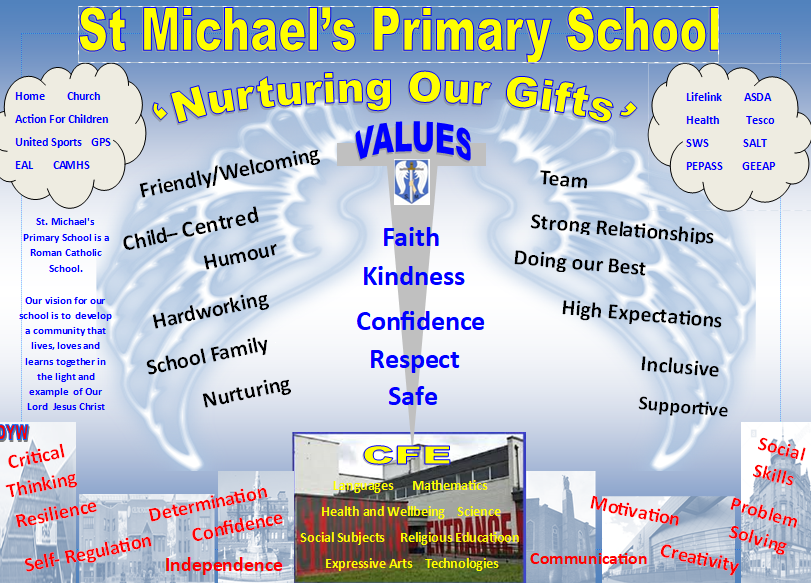 St Michael's Primary School
‘Nurturing Our Gifts’
Home Church
Action For Children
United Sports GPS
EAL CAMHS
Lifelink ASDA
Health Tesco
SWS SALT
PEPASS GEEAP
VALUES
Faith
Kindness
Confidence
Respect
Safe
Friendly/Welcoming
Child– Centred
Humour
Hardworking
School Family
Nurturing
Team
Strong Relationships
Doing our Best
High Expectations
Inclusive
Supportive
St. Michael's
Primary School is a
Roman Catholic
School.
Our vision for our
school is to develop
a community that
lives, loves and
learns together in
the light and
example of Our
Lord Jesus Christ
DYW
Critical
Thinking
Resilience
Self- Regulation
Determination
Confidence
Independence
CFE
Languages Mathematics
Health and Wellbeing Science
Social Subjects Religious Educatioon
Expressive Arts Technologies
ENTRANCE
Motivation
Communication
Creativity
Social
Skills
Problem
Solving